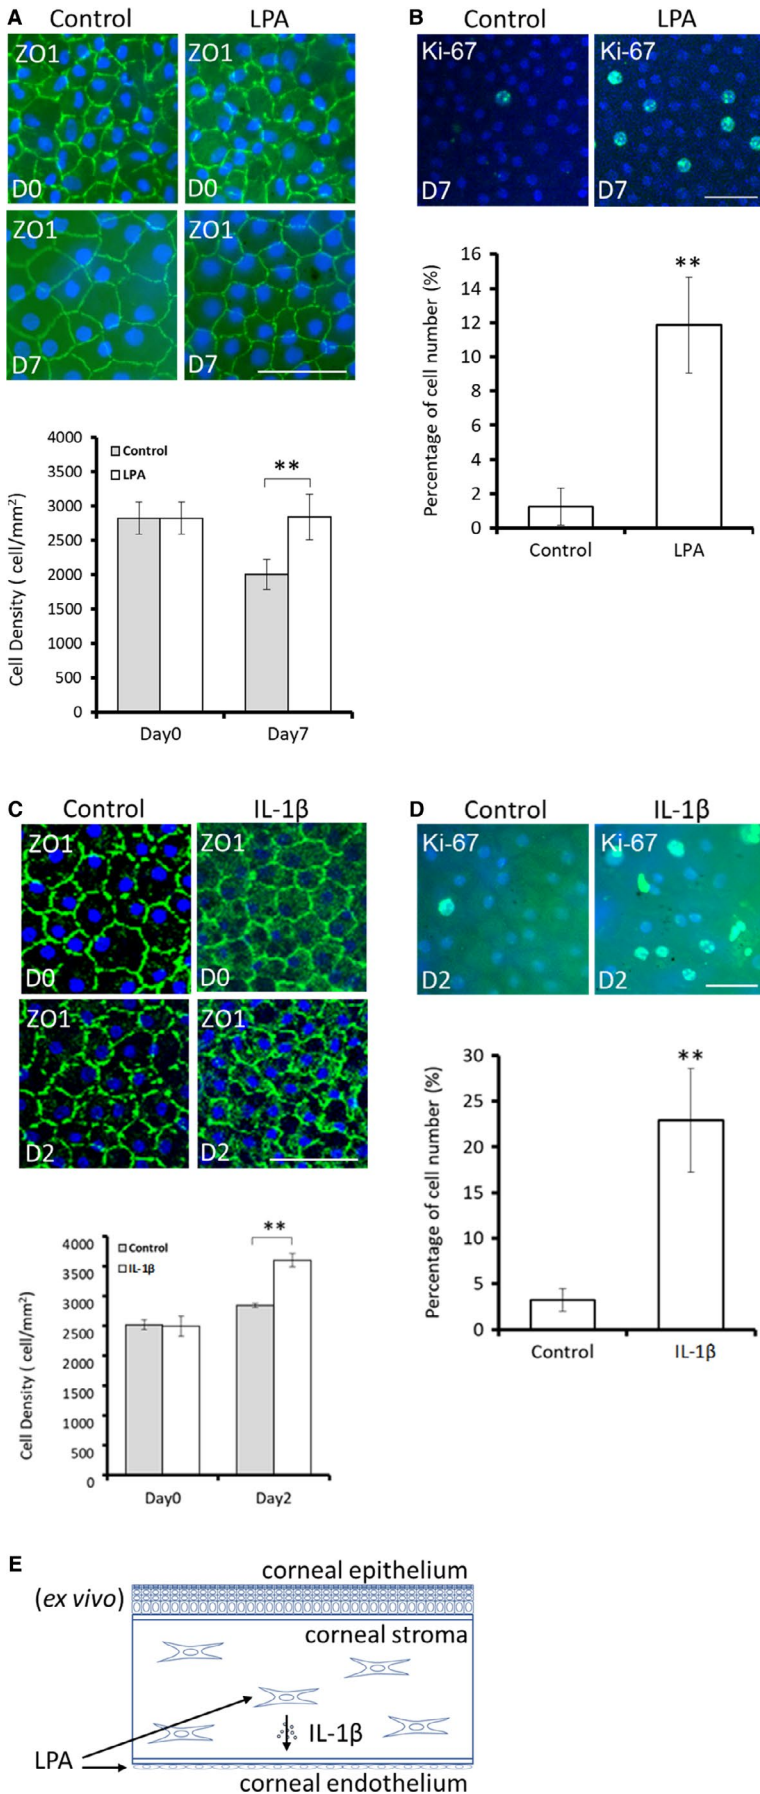 A
Control LPA
ZO1 ZO1
D0 D0
ZO1 ZO1
D7 D7
4000
3500
3000
2500
2000
1500
1000
500
0
Cell Density ( cell/mm²)
Control
LPA
**
Day0 Day7
B
Control LPA
Ki-67 Ki-67
D7 D7
16
14
12
10
8
6
4
2
0
Percentage of cell number (%)
**
Control LPA
C
Control IL-1β
ZO1 ZO1
D0 D0
ZO1 ZO1
D2 D2
4000
3500
3000
2500
2000
1500
1000
500
0
Cell Density ( cell/mm²)
Control
IL-1β
**
Day0 Day2
D
Control IL-1β
Ki-67 Ki-67
D2 D2
30
25
20
15
10
5
0
Percentage of cell number (%)
**
Control IL-1β
E
corneal epithelium
(ex vivo)
corneal stroma
IL-1β
LPA
corneal endothelium